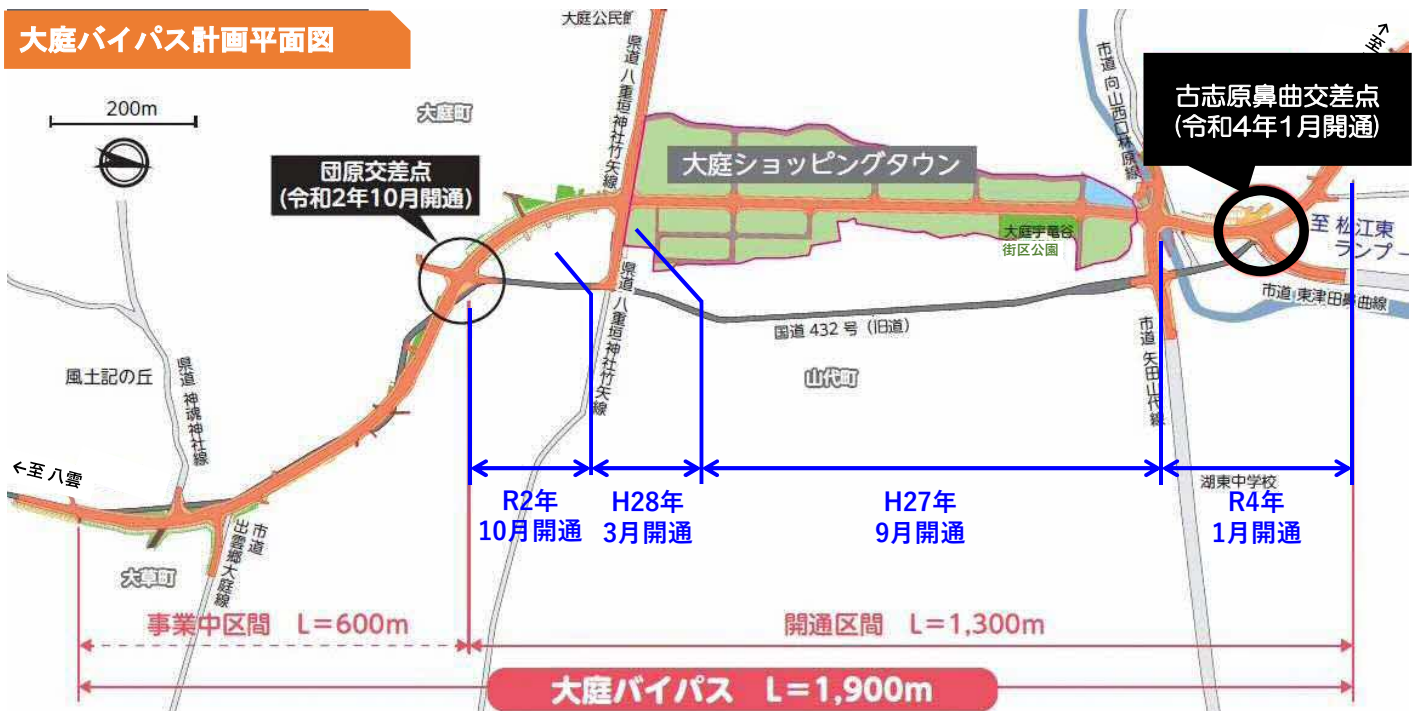 大庭バイパス計画平面図
200m
大庭公民館
県道 八重垣神社竹矢線
大庭町
団原交差点
(令和2年10月開通)
大庭ショッピングタウン
市道 向山西口林原線
↑至
古志原鼻曲交差点
(令和4年1月開通)
大庭宇竜谷
街区公園
至 松江東
ランプ
市道 東津田鼻曲線
国道 432 号 (旧道)
県道 八重垣神社竹矢線
山代町
市道 矢田山代線
風土記の丘
県道 神魂神社線
←至 八雲
市道
出雲郷大庭線
大草町
湖東中学校
R2年
10月開通
H28年
3月開通
H27年
9月開通
R4年
1月開通
事業中区間 L=600m
開通区間 L=1,300m
大庭バイパス L=1,900m